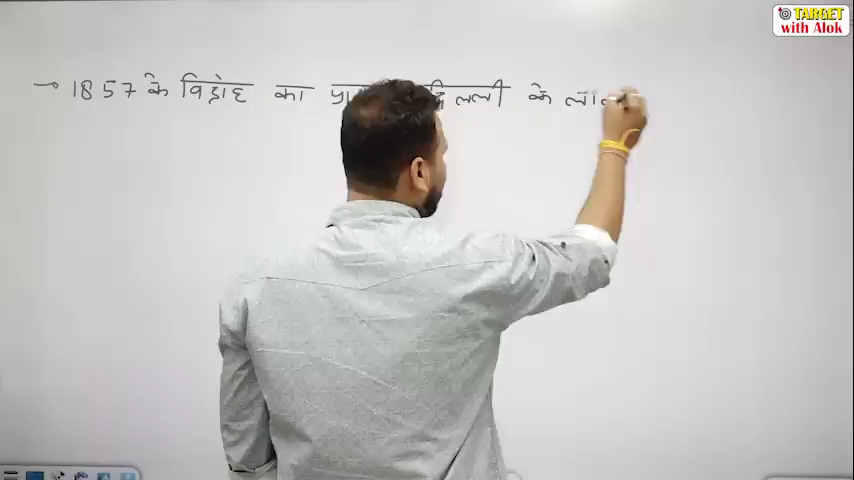 TARGET
with Alok
→ 1857 के विद्रोह का दिल्ली के